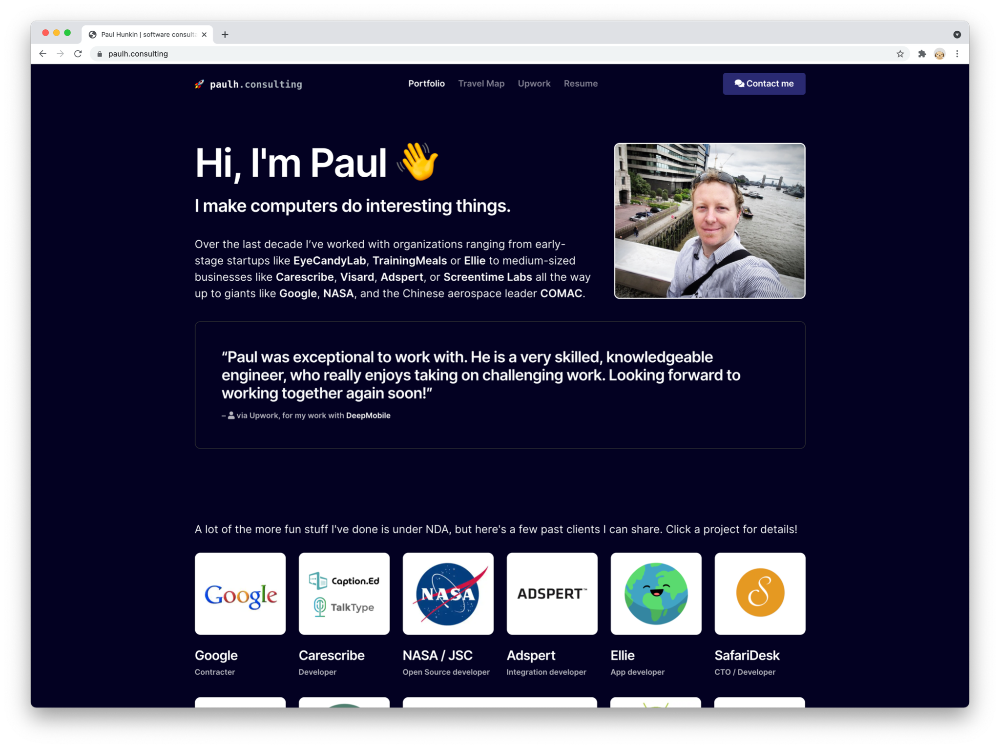 Paul Hunkin | software consulta
paulh.consulting
paulh.consulting
Portfolio
Travel Map
Upwork
Resume
Contact me
Hi, I'm Paul 👋
I make computers do interesting things.
Over the last decade I’ve worked with organizations ranging from early-
stage startups like EyeCandyLab, TrainingMeals or Ellie to medium-sized
businesses like Carescribe, Visard, Adspert, or Screentime Labs all the way
up to giants like Google, NASA, and the Chinese aerospace leader COMAC.
“Paul was exceptional to work with. He is a very skilled, knowledgeable
engineer, who really enjoys taking on challenging work. Looking forward to
working together again soon!”
– via Upwork, for my work with DeepMobile
A lot of the more fun stuff I've done is under NDA, but here's a few past clients I can share. Click a project for details!
Google
Caption.Ed
TalkType
NASA
ADSPERT™
S
Google
Contracter
Carescribe
Developer
NASA / JSC
Open Source developer
Adspert
Integration developer
Ellie
App developer
SafariDesk
CTO / Developer